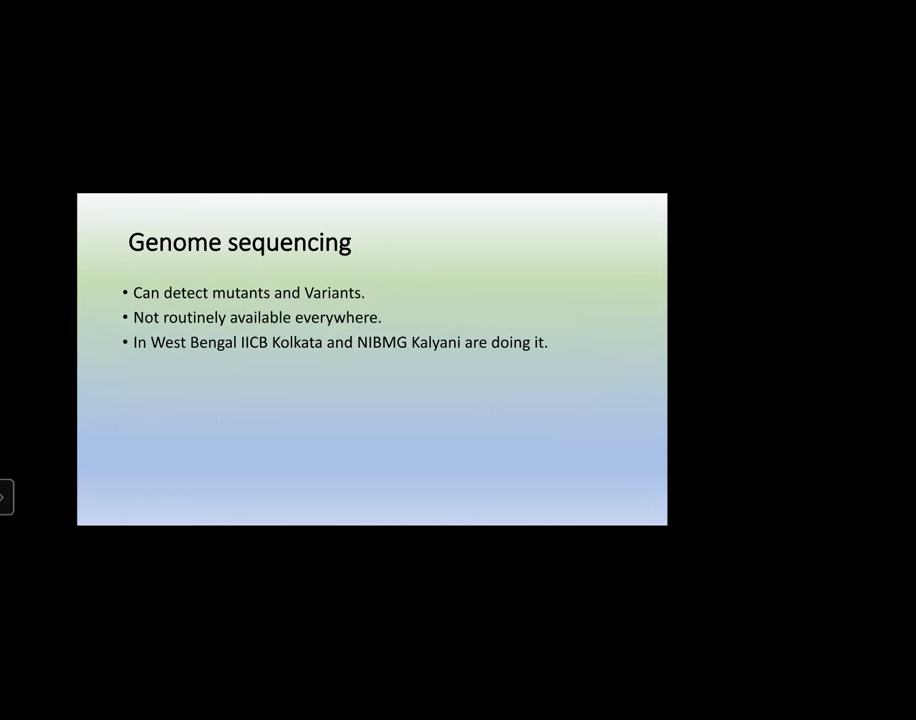 Genome sequencing
• Can detect mutants and Variants.
• Not routinely available everywhere.
• In West Bengal IICB Kolkata and NIBMG Kalyani are doing it.